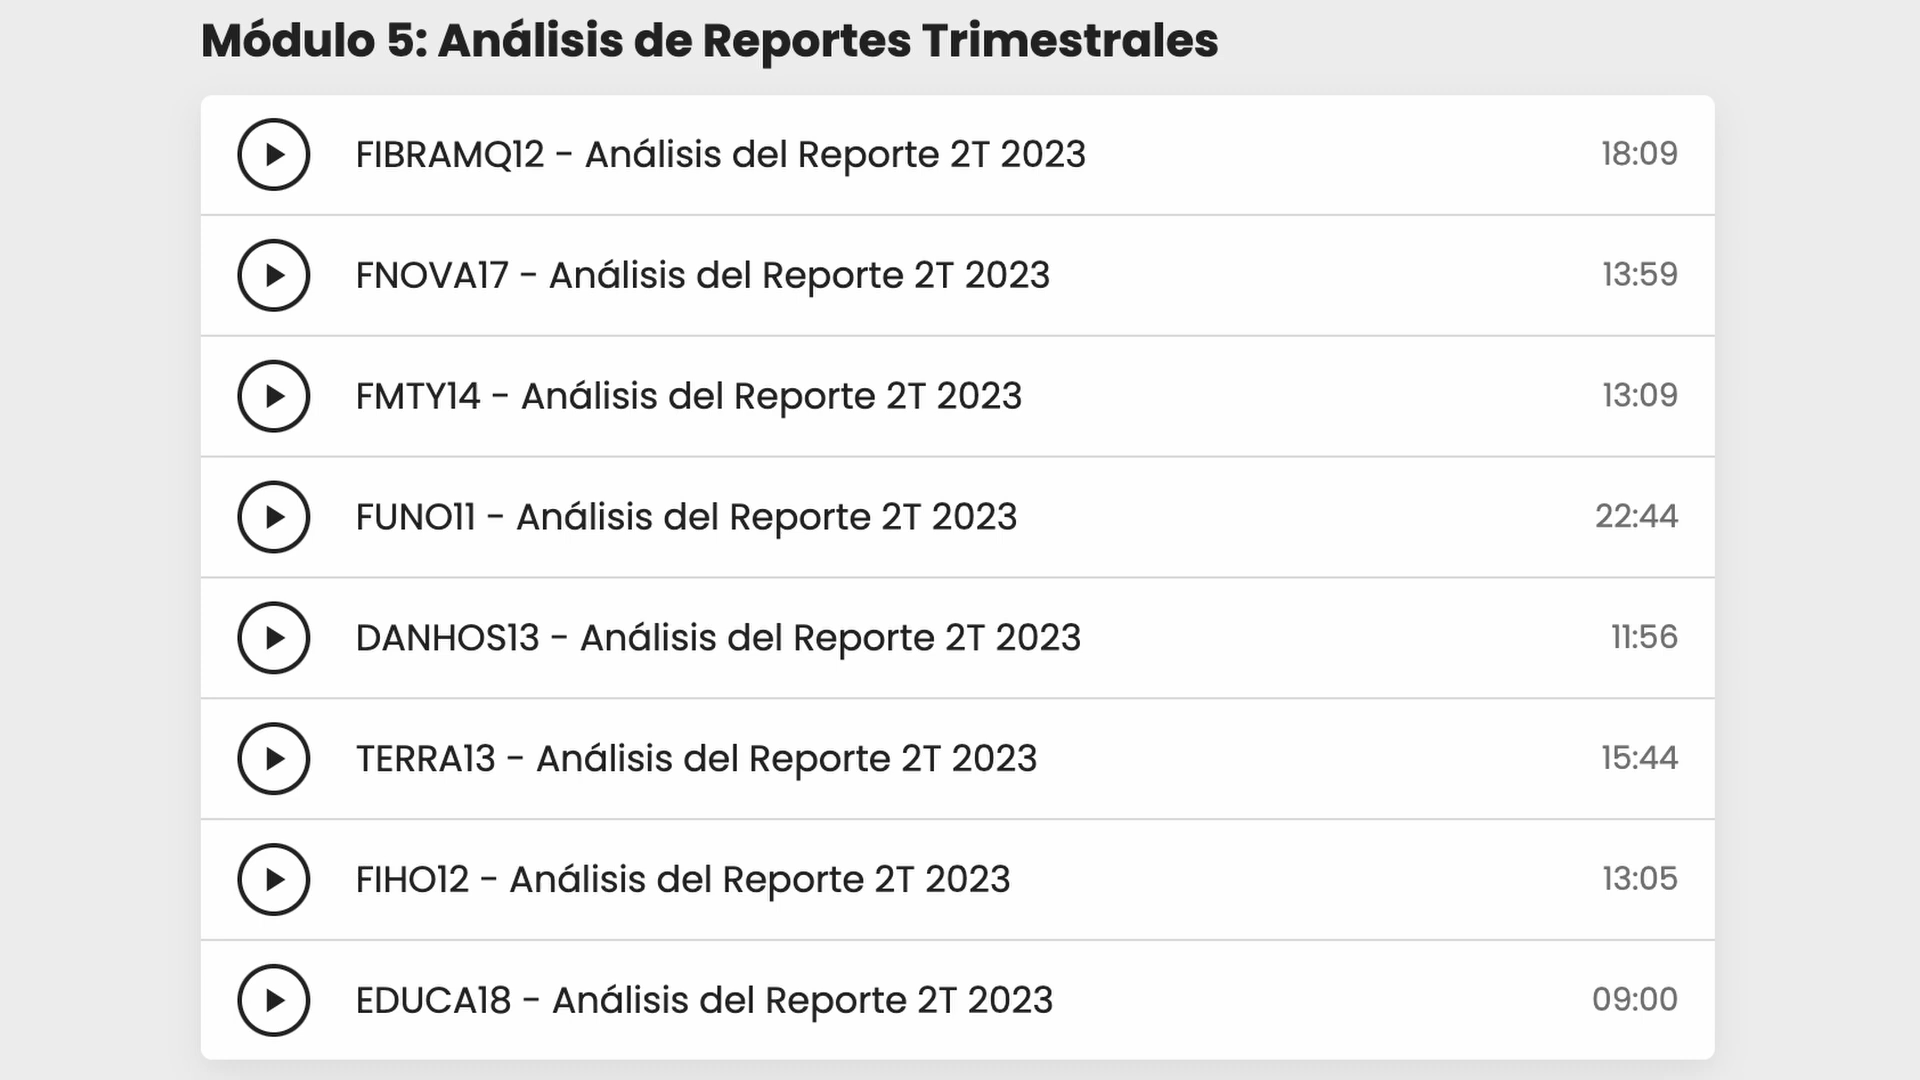 Módulo 5: Análisis de Reportes Trimestrales
FIBRAMQ12 - Análisis del Reporte 2T 2023 18:09
FNOVA17 - Análisis del Reporte 2T 2023 13:59
FMTY14 - Análisis del Reporte 2T 2023 13:09
FUNO11 - Análisis del Reporte 2T 2023 22:44
DANHOS13 - Análisis del Reporte 2T 2023 11:56
TERRA13 - Análisis del Reporte 2T 2023 15:44
FIHO12 - Análisis del Reporte 2T 2023 13:05
EDUCA18 - Análisis del Reporte 2T 2023 09:00